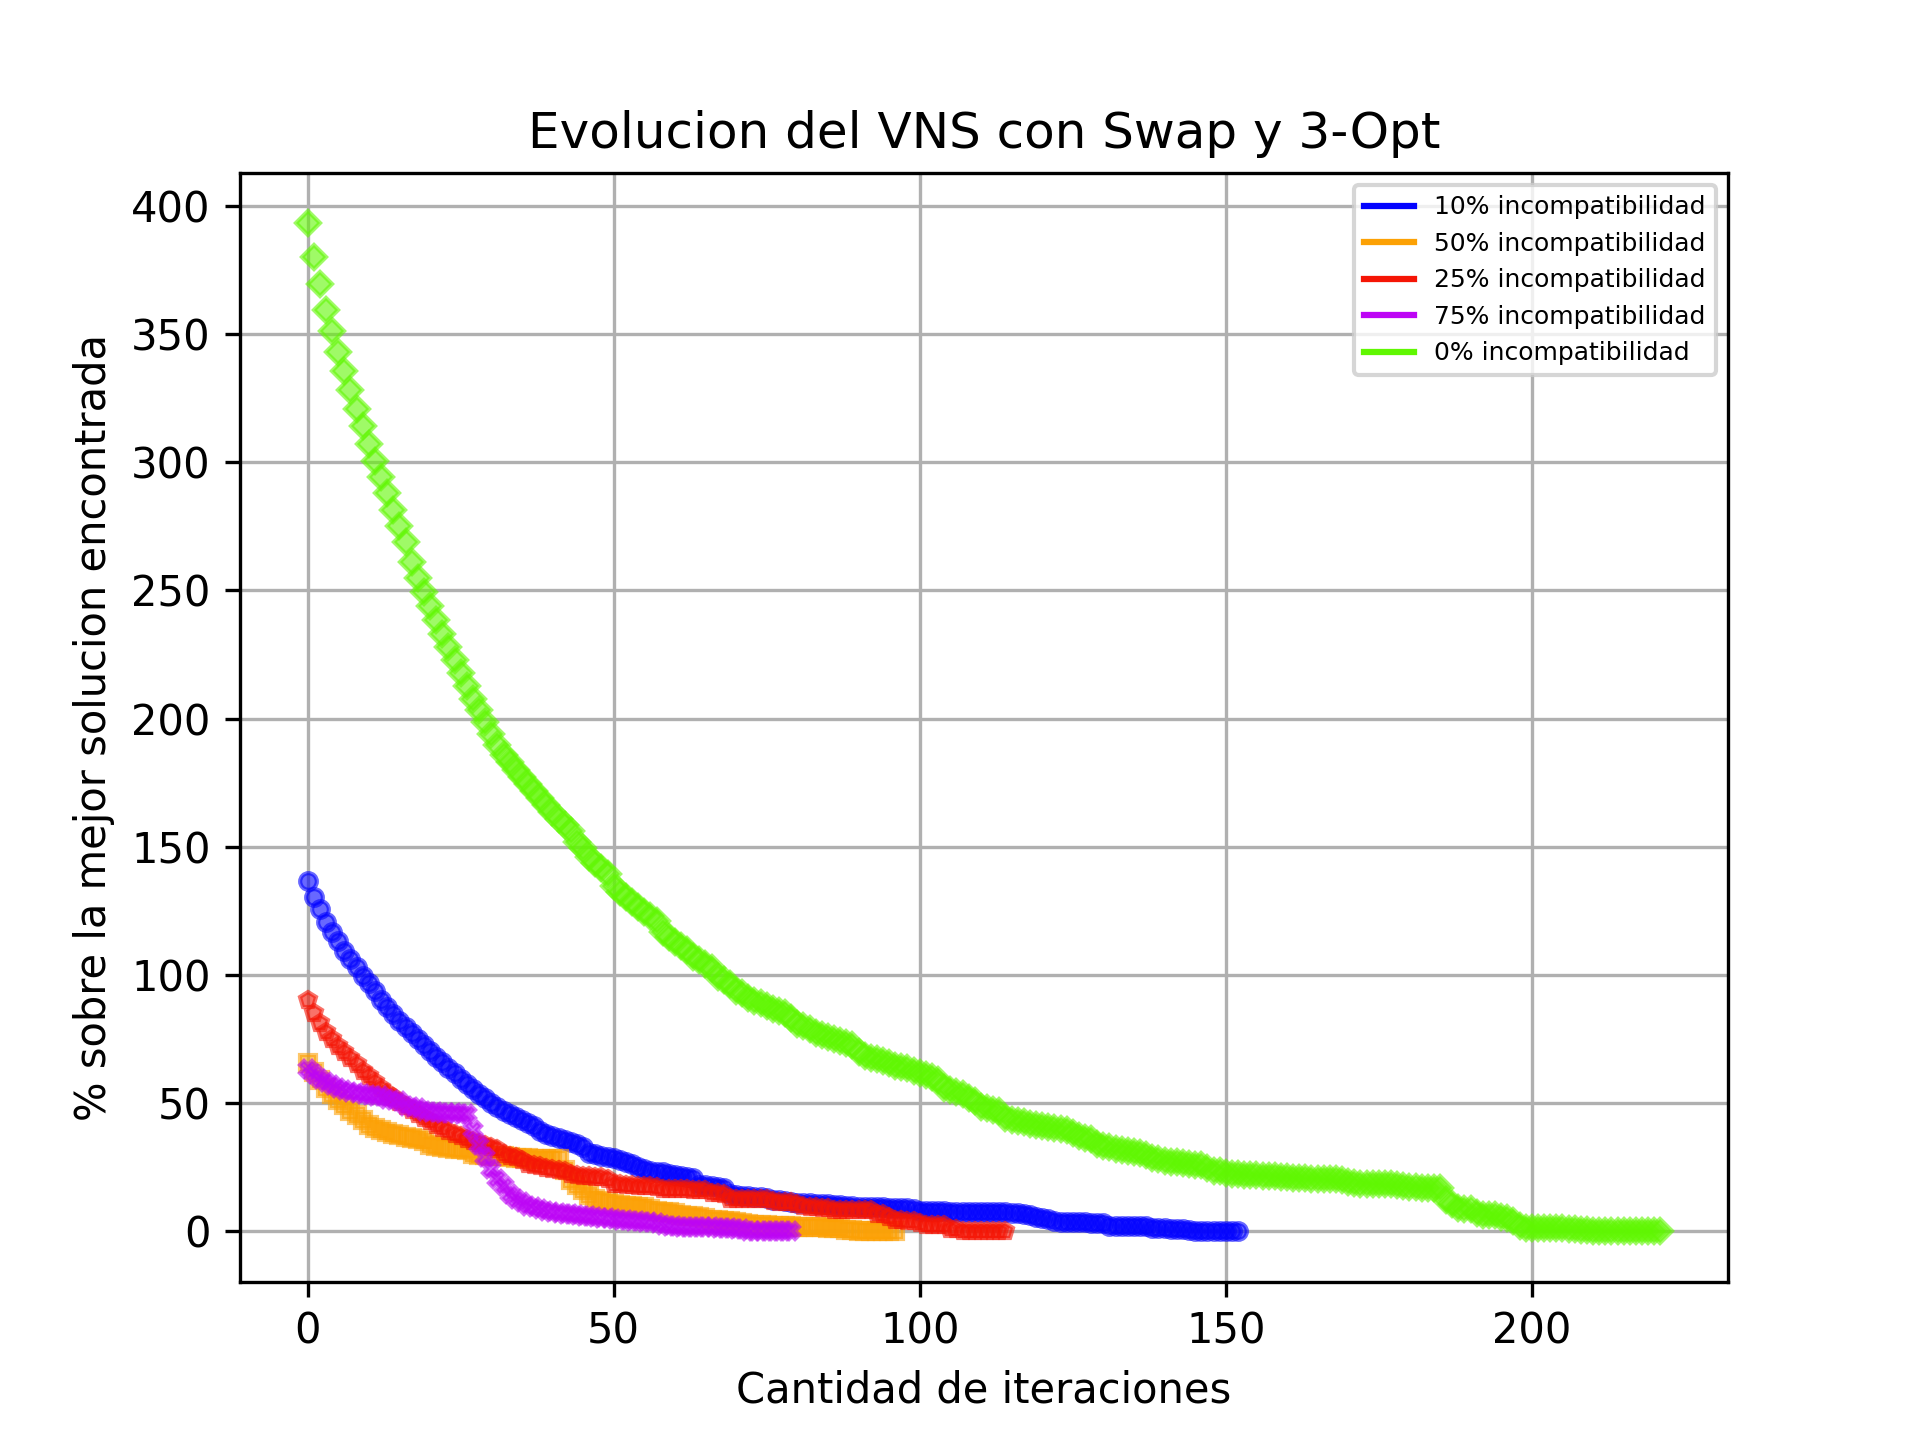 Evolucion del VNS con Swap y 3-Opt
% sobre la mejor solucion encontrada
400
350
300
250
200
150
100
50
0
10% incompatibilidad
50% incompatibilidad
25% incompatibilidad
75% incompatibilidad
0% incompatibilidad
0 50 100 150 200
Cantidad de iteraciones